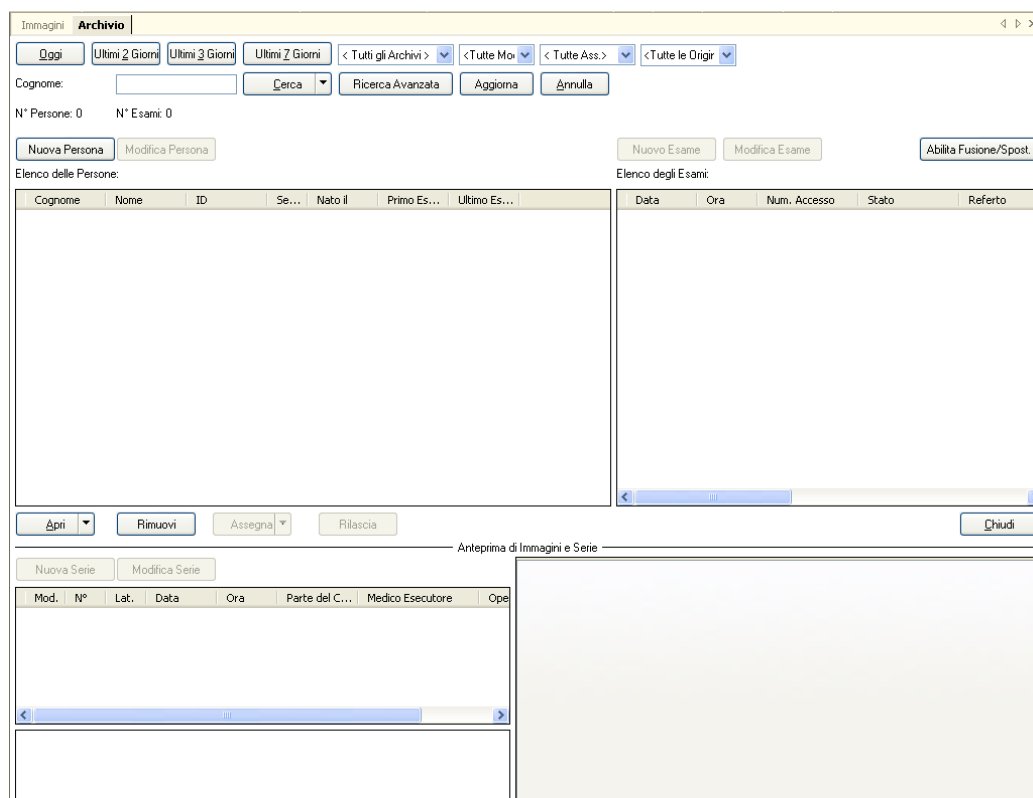 Immagini Archivio
Oggi Ultimi 2 Giorni Ultimi 3 Giorni Ultimi 7 Giorni < Tutti gli Archivi > <Tutte Mo < Tutte Ass.> <Tutte le Origir
Cognome: Cerca Ricerca Avanzata Aggiorna Annulla
N° Persone: 0 N° Esami: 0
Nuova Persona Modifica Persona Nuovo Esame Modifica Esame Abilita Fusione/Spost.
Elenco delle Persone: Elenco degli Esami:
Cognome Nome ID Se... Nato il Primo Es... Ultimo Es... Data Ora Num. Accesso Stato Referto
Apri Rimuovi Assegna Rilascia Chiudi
Anteprima di Immagini e Serie
Nuova Serie Modifica Serie
Mod. N° Lat. Data Ora Parte del C... Medico Esecutore Ope